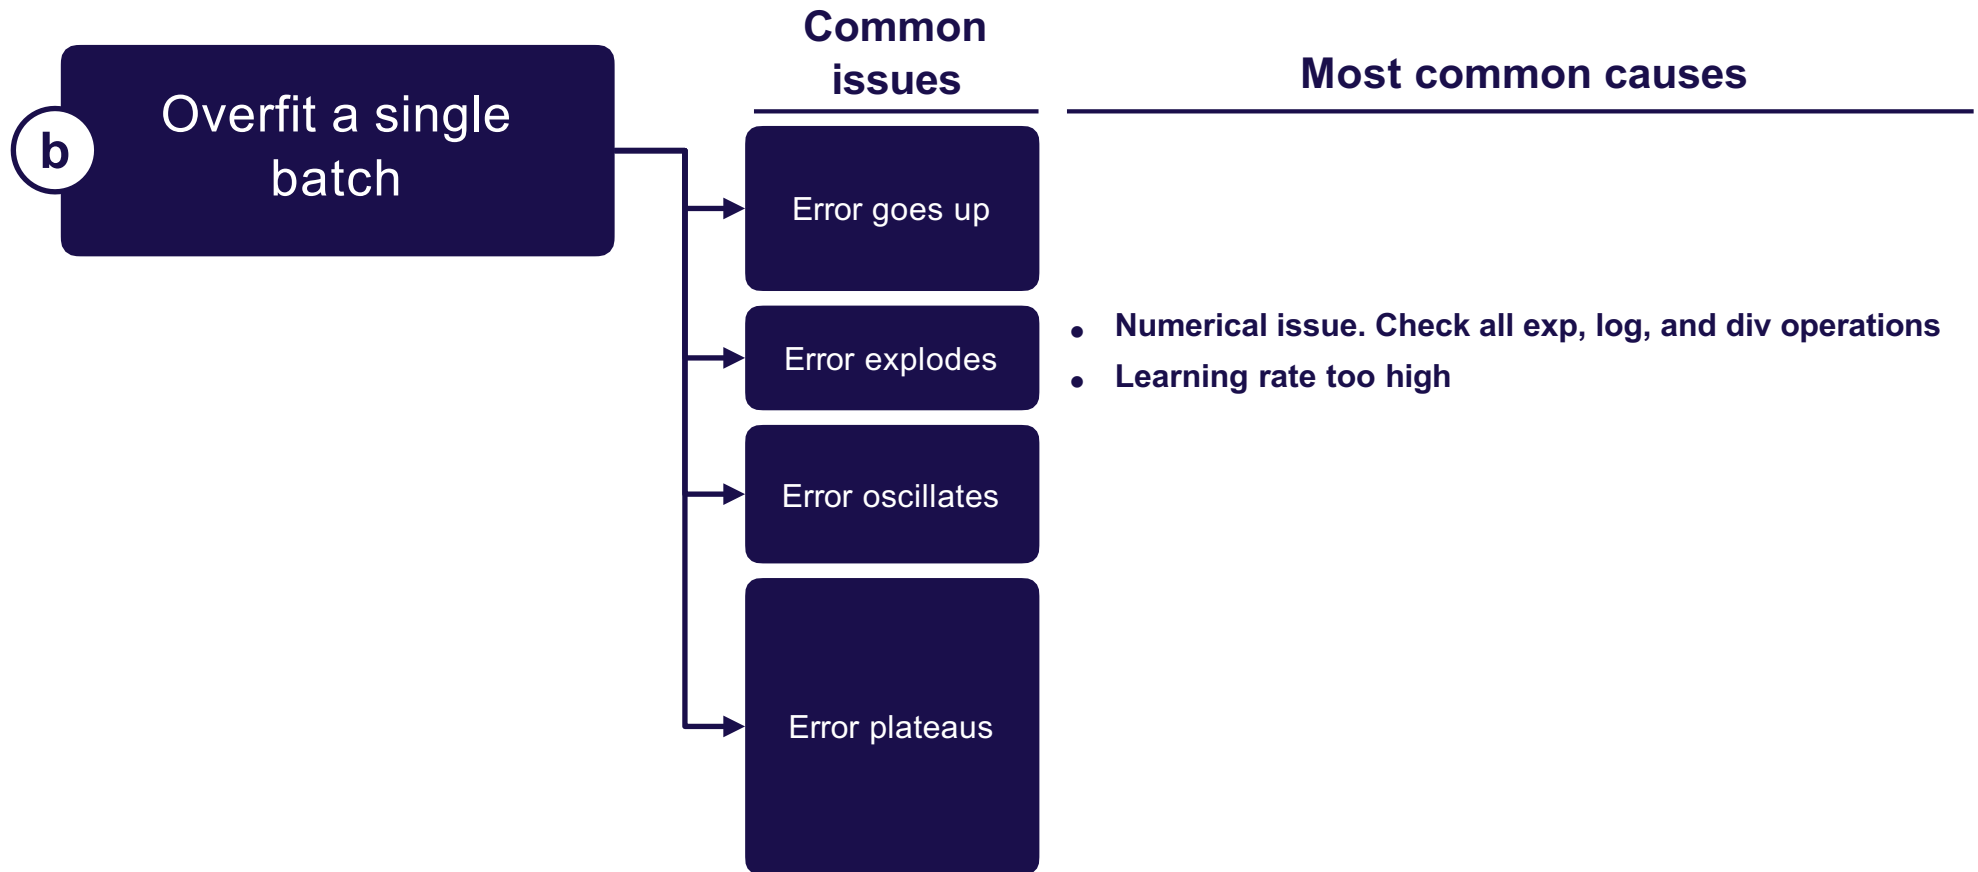 b
Overfit a single
batch
Common
issues
Most common causes
Error goes up
Error explodes
• Numerical issue. Check all exp, log, and div operations
• Learning rate too high
Error oscillates
Error plateaus